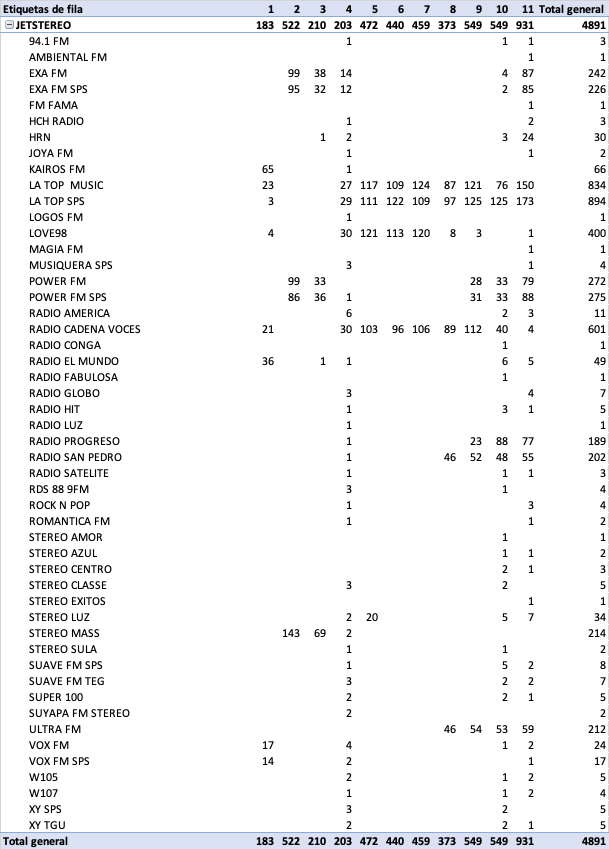 Etiquetas de fila 1 2 3 4 5 6 7 8 9 10 11 Total general
JETSTEREO 183 522 210 203 472 440 459 373 549 549 931 4891
94.1 FM 1 1 1 3
AMBIENTAL FM 1 1
EXA FM 99 38 14 4 87 242
EXA FM SPS 95 32 12 2 85 226
FM FAMA 1 1
HCH RADIO 1 2 3
HRN 1 2 3 24 30
JOYA FM 1 1 2
KAIROS FM 65 1 66
LA TOP MUSIC 23 27 117 109 124 87 121 76 150 834
LA TOP SPS 3 29 111 122 109 97 125 125 173 894
LOGOS FM 1 1
LOVE98 4 30 121 113 120 8 3 1 400
MAGIA FM 1 1
MUSIQUERA SPS 3 1 4
POWER FM 99 33 28 33 79 272
POWER FM SPS 86 36 1 31 33 88 275
RADIO AMERICA 6 2 3 11
RADIO CADENA VOCES 21 30 103 96 106 89 112 40 4 601
RADIO CONGA 1 1
RADIO EL MUNDO 36 1 1 6 5 49
RADIO FABULOSA 1 1
RADIO GLOBO 3 4 7
RADIO HIT 1 3 1 5
RADIO LUZ 1 1
RADIO PROGRESO 1 23 88 77 189
RADIO SAN PEDRO 1 46 52 48 55 202
RADIO SATELITE 1 1 1 3
RDS 88 9FM 3 1 4
ROCK N POP 1 3 4
ROMANTICA FM 1 1 2
STEREO AMOR 1 1
STEREO AZUL 1 1 2
STEREO CENTRO 2 1 3
STEREO CLASSE 3 2 5
STEREO EXITOS 1 1
STEREO LUZ 2 20 5 7 34
STEREO MASS 143 69 2 214
STEREO SULA 1 1 2
SUAVE FM SPS 1 5 2 8
SUAVE FM TEG 3 2 2 7
SUPER 100 2 2 1 5
SUYAPA FM STEREO 2 2
ULTRA FM 46 54 53 59 212
VOX FM 17 4 1 2 24
VOX FM SPS 14 2 1 17
W105 2 1 2 5
W107 1 1 2 4
XY SPS 3 2 5
XY TGU 2 2 1 5
Total general 183 522 210 203 472 440 459 373 549 549 931 4891